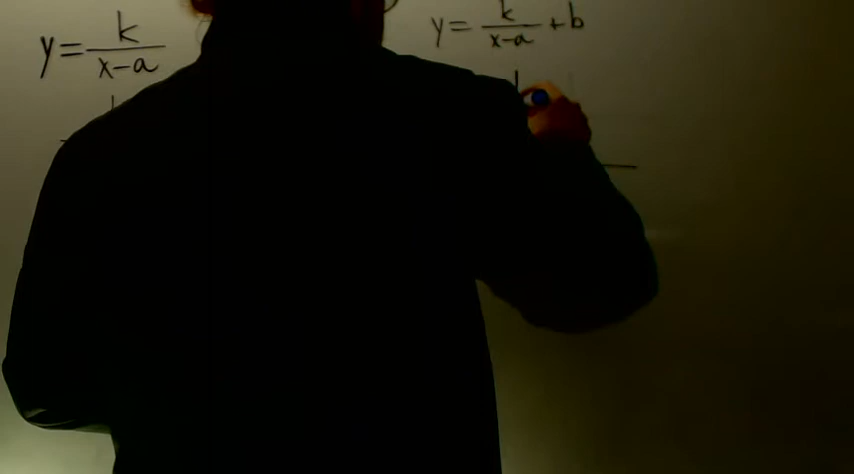 y = k/(x-a)
y = k/(x-a) + b